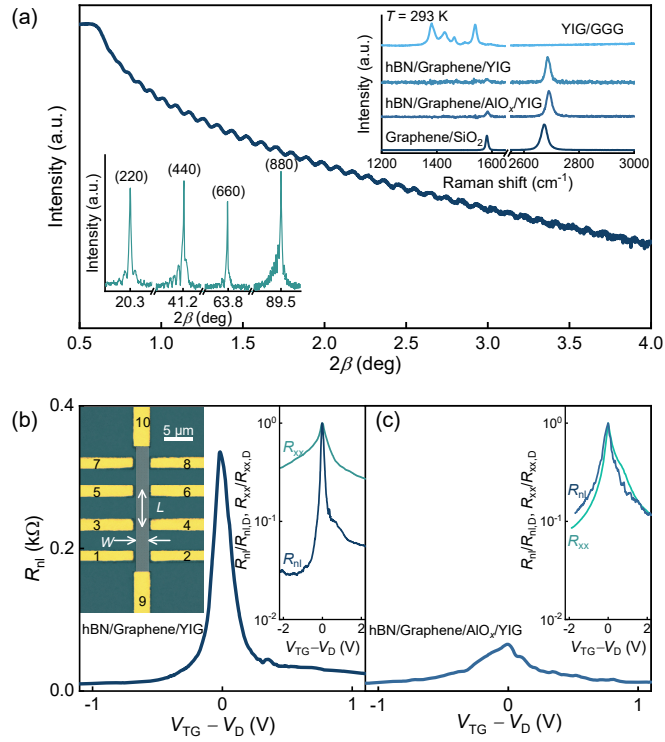 (a)
Intensity (a.u.)
2β (deg)
0.5 1.0 1.5 2.0 2.5 3.0 3.5 4.0
T = 293 K
YIG/GGG
hBN/Graphene/YIG
hBN/Graphene/AlOx/YIG
Graphene/SiO2
Intensity (a.u.)
1200 1400 1600 2600 2800 3000
Raman shift (cm-1)
(220) (440) (660) (880)
Intensity (a.u.)
20.3 41.2 63.8 89.5
2β (deg)
(b)
Rnl (kΩ)
0.4
0.2
0.0
10
5 μm
7 8
5 6
L
3 4
W
1 2
9
hBN/Graphene/YIG
Rnl/Rnl,D, Rxx/Rxx,D
100
10-1
10-2
Rxx
Rnl
-2 0 2
VTG−VD (V)
-1 0 1
VTG − VD (V)
(c)
Rnl/Rnl,D, Rxx/Rxx,D
100
10-1
10-2
Rnl
Rxx
-2 0 2
VTG−VD (V)
hBN/Graphene/AlOx/YIG
-1 0 1
VTG − VD (V)